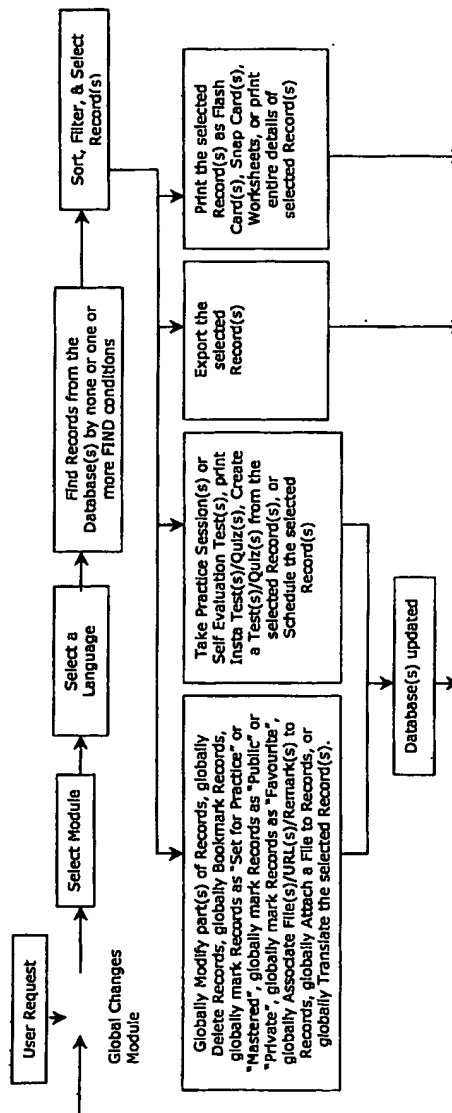 User Request
Global Changes
Module
Select Module
Select a
Language
Find Records from the
Database(s) by none or one or
more FIND conditions
Sort, Filter, & Select
Record(s)
Globally Modify part(s) of Records, globally
Delete Records, globally Bookmark Records,
globally mark Records as "Set for Practice" or
"Mastered", globally mark Records as "Public" or
"Private", globally mark Records as "Favourite",
globally Associate File(s)/URL(s)/Remark(s) to
Records, globally Attach a File to Records, or
globally Translate the selected Record(s).
Take Practice Session(s) or
Self Evaluation Test(s), print
Insta Test(s)/Quiz(s), Create
a Test(s)/Quiz(s) from the
selected Record(s), or
Schedule the selected
Record(s)
Export the
selected
Record(s)
Print the selected
Record(s) as Flash
Card(s), Snap Card(s),
Worksheets, or print
entire details of
selected Record(s)
Database(s) updated